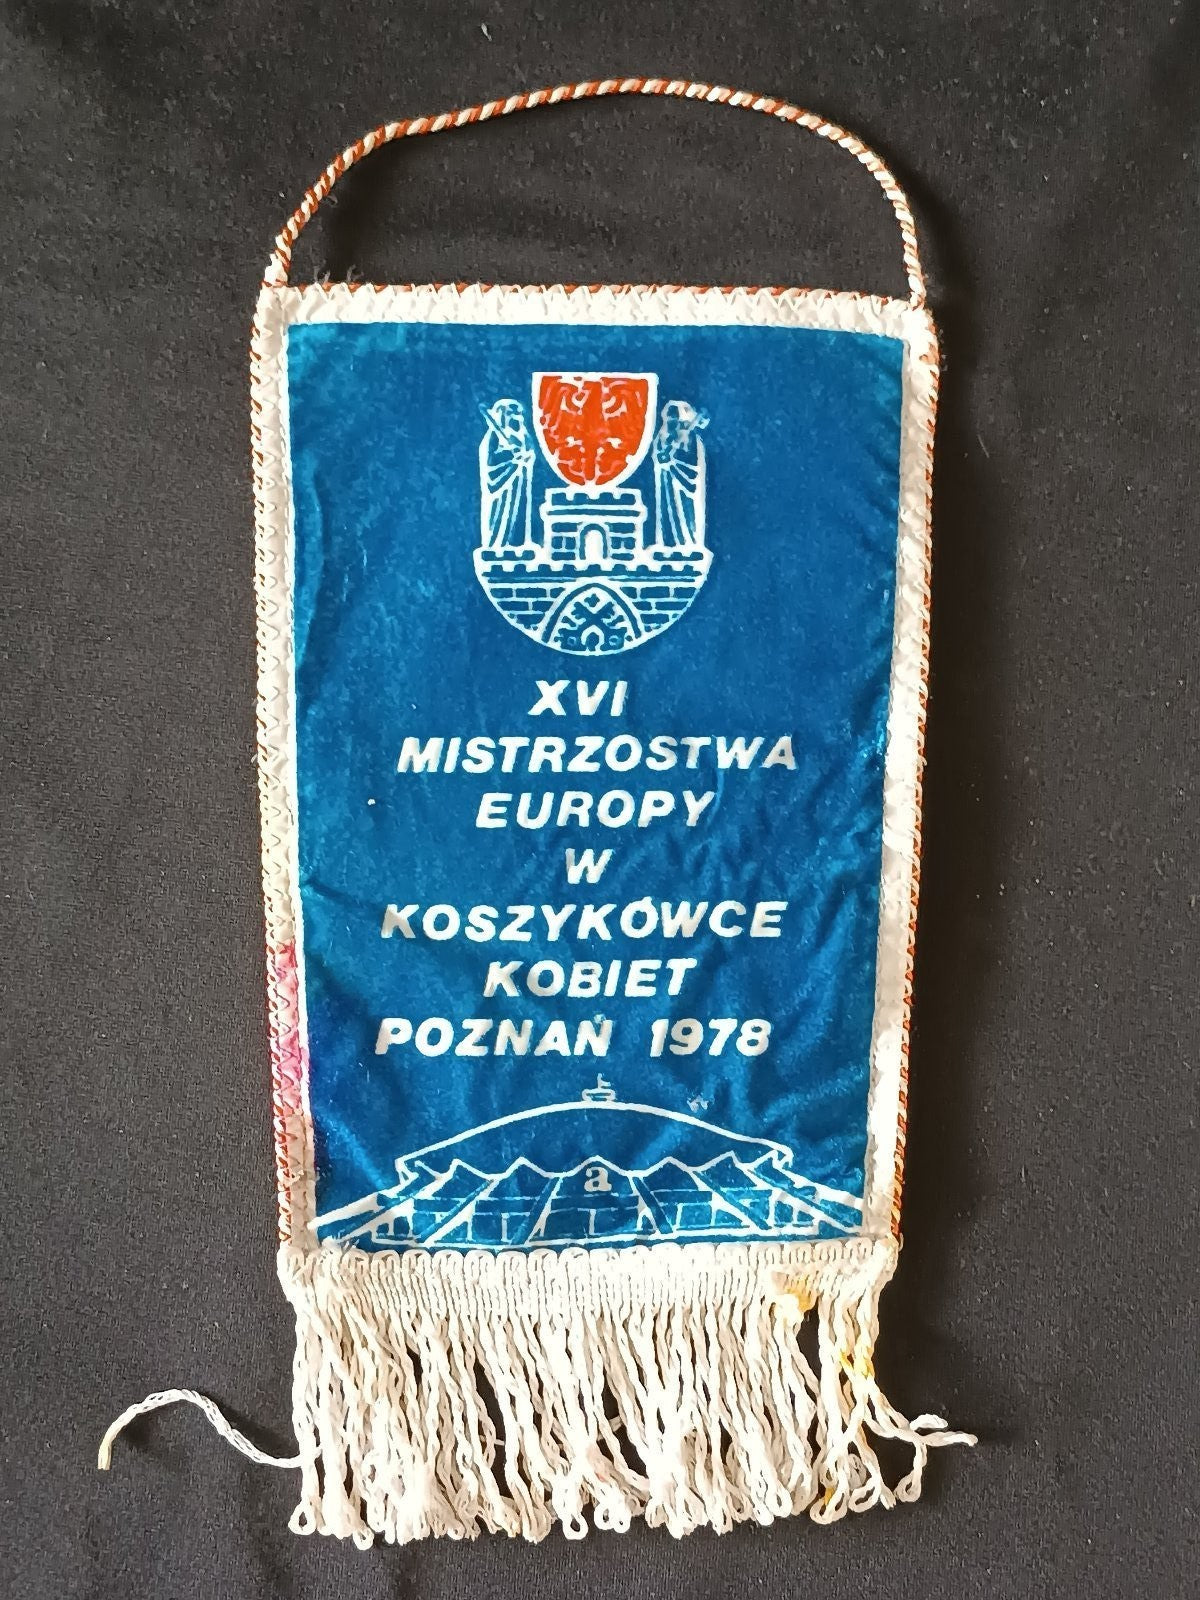 XVI
MISTRZOSTWA
EUROPY
W
KOSZYKÓWCE
KOBIET
POZNAŃ 1978
a